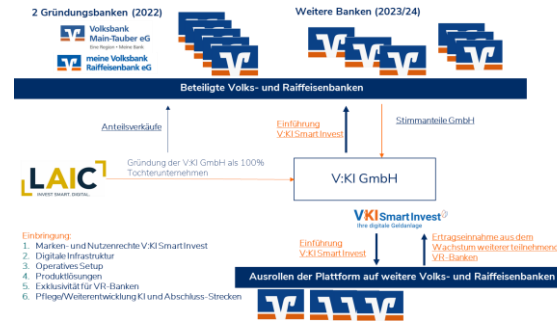 2 Gründungsbanken (2022)
Weitere Banken (2023/24)
Volksbank
Main-Tauber eG
Eine Region • Meine Bank
meine Volksbank
Raiffeisenbank eG
Beteiligte Volks- und Raiffeisenbanken
Anteilsverkäufe
Einführung
V:KI Smart Invest
Stimmanteile GmbH
LAIC
INVEST SMART. DIGITAL.
Gründung der V:KI GmbH als 100%
Tochterunternehmen
V:KI GmbH
VKI Smart Invest
Ihre digitale Geldanlage
Einbringung:
1. Marken- und Nutzenrechte V:KI Smart Invest
2. Digitale Infrastruktur
3. Operatives Setup
4. Produktlösungen
5. Exklusivität für VR-Banken
6. Pflege/Weiterentwicklung KI und Abschluss-Strecken
Einführung
V:KI Smart Invest
Ertragseinnahme aus dem
Wachstum weiterer teilnehmender
VR-Banken
Ausrollen der Plattform auf weitere Volks- und Raiffeisenbanken